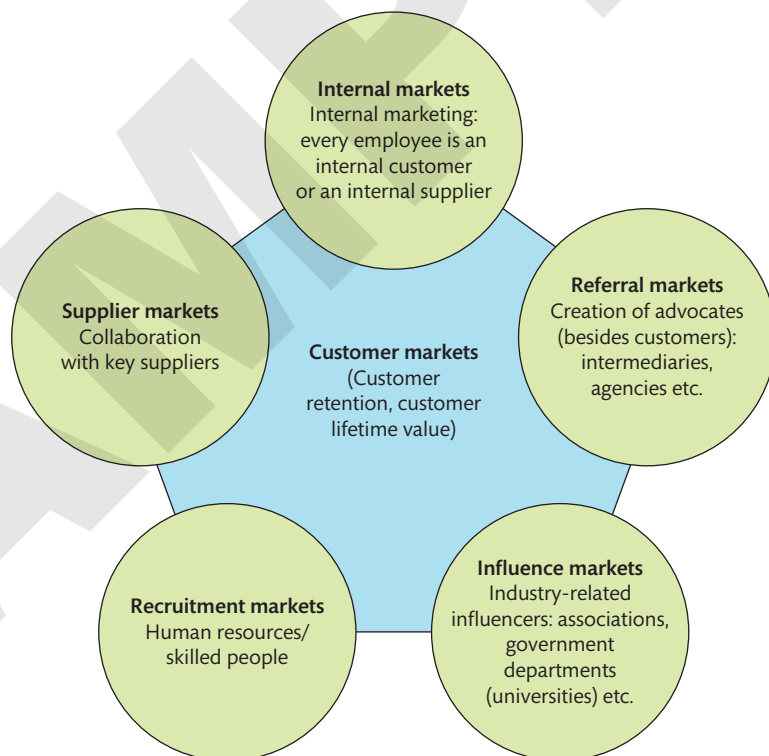 Internal markets
Internal marketing:
every employee is an
internal customer
or an internal supplier
Supplier markets
Collaboration
with key suppliers
Customer markets
(Customer
retention, customer
lifetime value)
Referral markets
Creation of advocates
(besides customers):
intermediaries,
agencies etc.
Recruitment markets
Human resources/
skilled people
Influence markets
Industry-related
influencers: associations,
government
departments
(universities) etc.